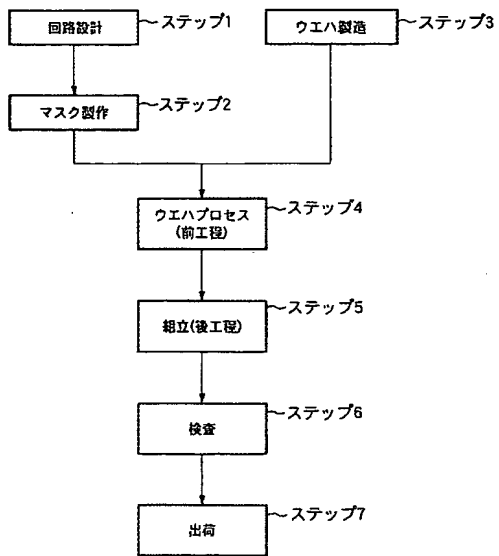 回路設計
ステップ1
ウエハ製造
ステップ3
マスク製作
ステップ2
ウエハプロセス
(前工程)
ステップ4
組立(後工程)
ステップ5
検査
ステップ6
出荷
ステップ7